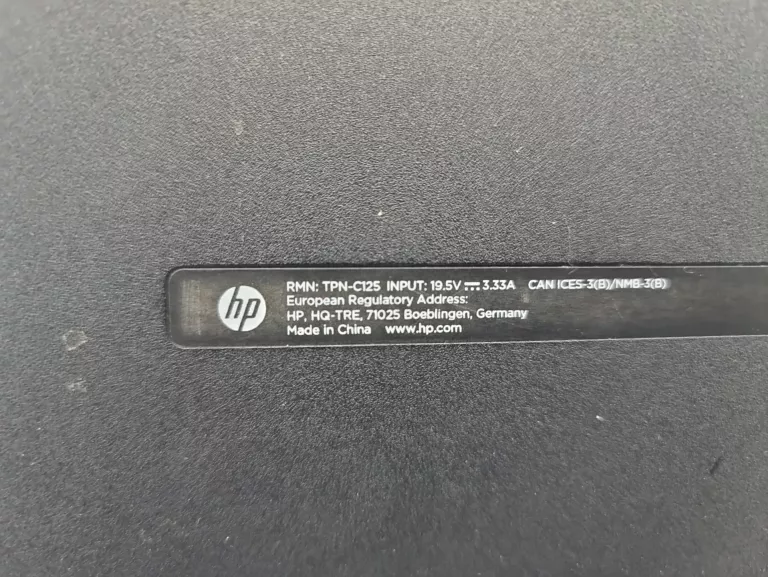 hp
RMN: TPN-C125 INPUT: 19.5V⎓3.33A CAN ICES-3(B)/NMB-3(B)
European Regulatory Address:
HP, HQ-TRE, 71025 Boeblingen, Germany
Made in China www.hp.com